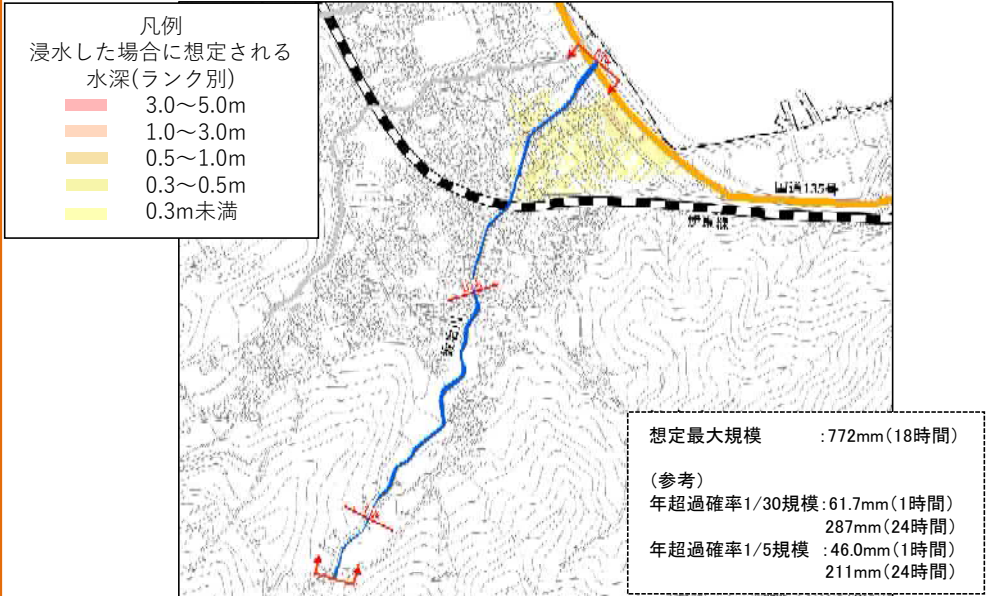 凡例
浸水した場合に想定される
水深(ランク別)
3.0～5.0m
1.0～3.0m
0.5～1.0m
0.3～0.5m
0.3m未満
国道135号
伊東線
想定最大規模 :772mm(18時間)
(参考)
年超過確率1/30規模:61.7mm(1時間)
287mm(24時間)
年超過確率1/5規模 :46.0mm(1時間)
211mm(24時間)